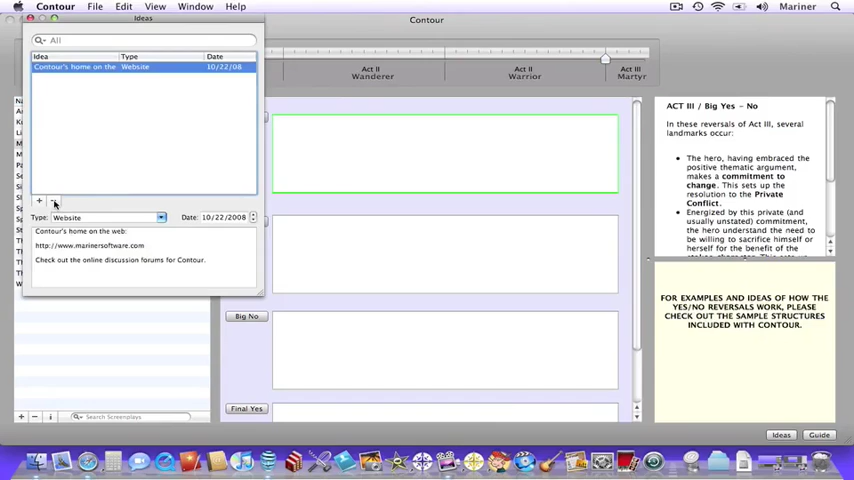 Contour File Edit View Window Help
Mariner
Ideas
Contour
All
Idea Type Date
Contour's home on the Website 10/22/08
Act II
Wanderer
Act II
Warrior
Act III
Martyr
+
Type: Website Date: 10/22/2008
Contour's home on the web:
http://www.marinersoftware.com
Check out the online discussion forums for Contour.
Big No
Final Yes
ACT III / Big Yes - No
In these reversals of Act III, several
landmarks occur:
• The hero, having embraced the
positive thematic argument,
makes a commitment to
change. This sets up the
resolution to the Private
Conflict.
• Energized by this private (and
usually unstated) commitment,
the hero understand the need to
be willing to sacrifice himself or
herself for the benefit of the
FOR EXAMPLES AND IDEAS OF HOW THE
YES/NO REVERSALS WORK, PLEASE
CHECK OUT THE SAMPLE STRUCTURES
INCLUDED WITH CONTOUR.
+ − i Search Screenplays
Ideas Guide